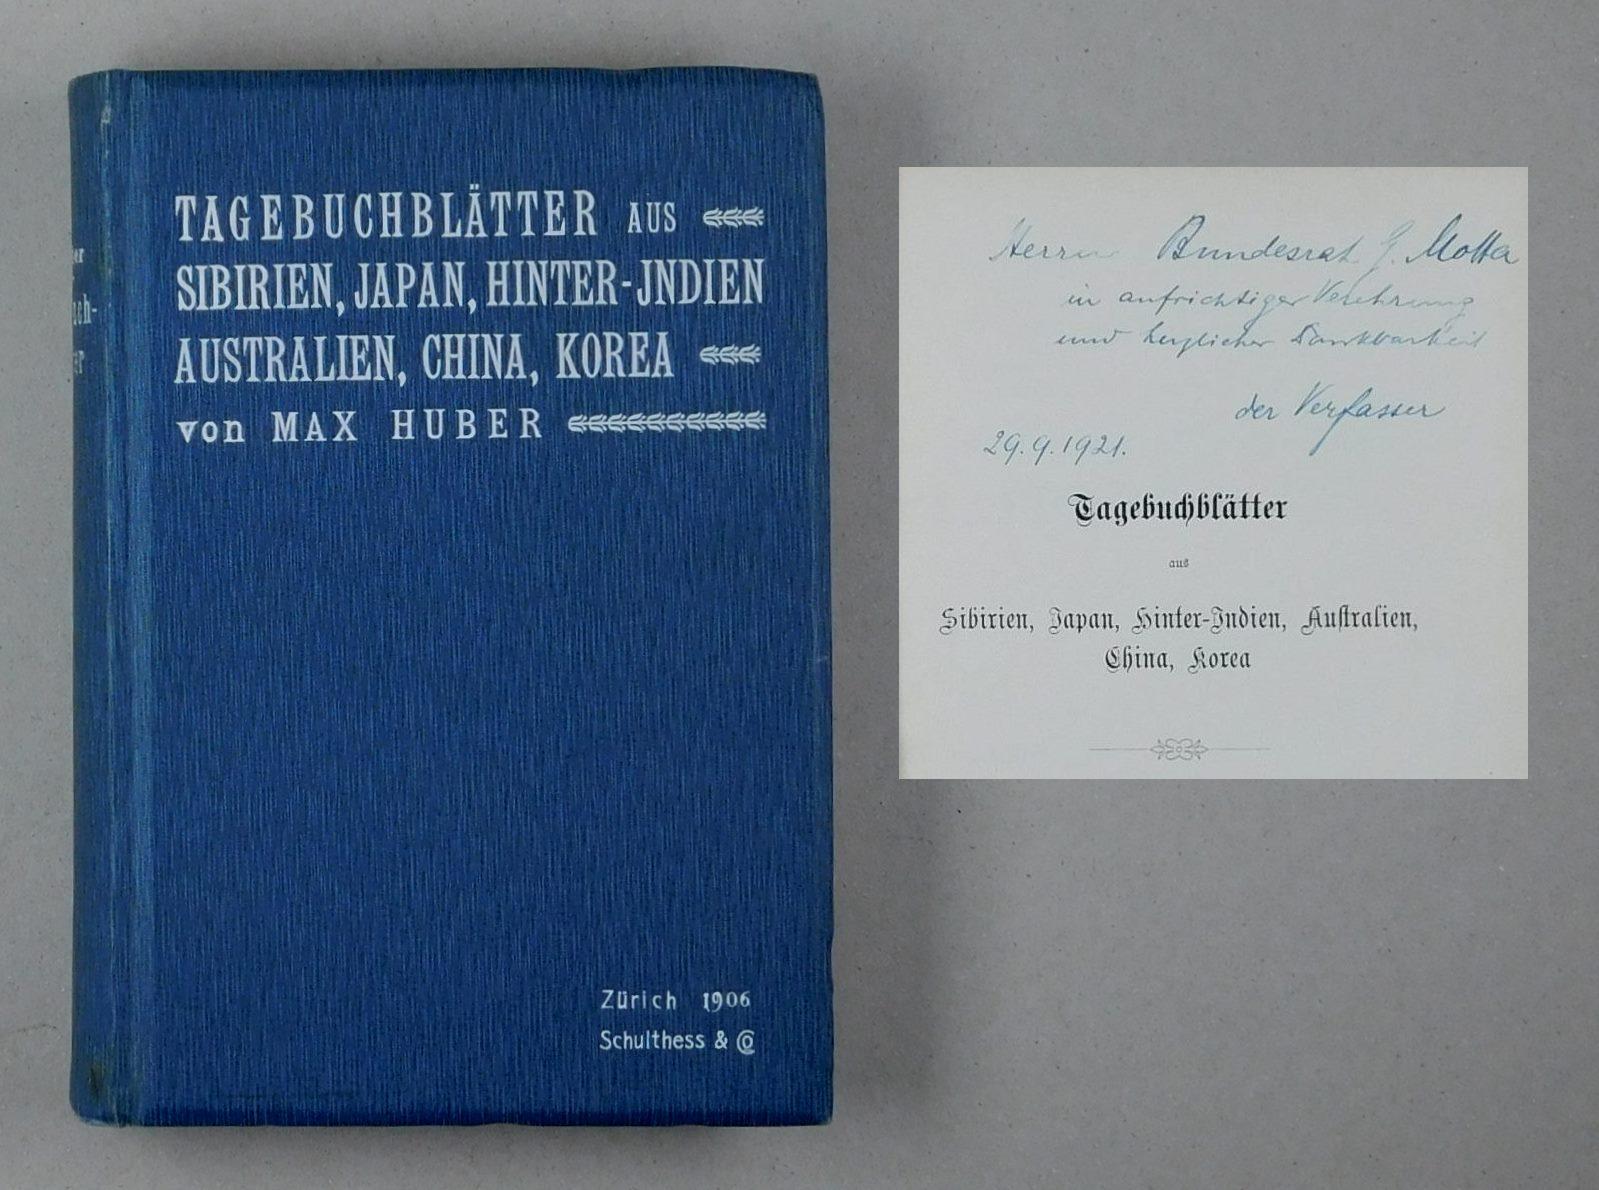 TAGEBUCHBLÄTTER AUS
SIBIRIEN, JAPAN, HINTER-JNDIEN
AUSTRALIEN, CHINA, KOREA
von MAX HUBER
Zürich 1906
Schulthess & Co
Herrn Bundesrat G. Motta
in aufrichtiger Verehrung
und herzlicher Dankbarkeit
der Verfasser
29.9.1921.
Tagebuchblätter
aus
Sibirien, Japan, Hinter-Indien, Australien,
China, Korea